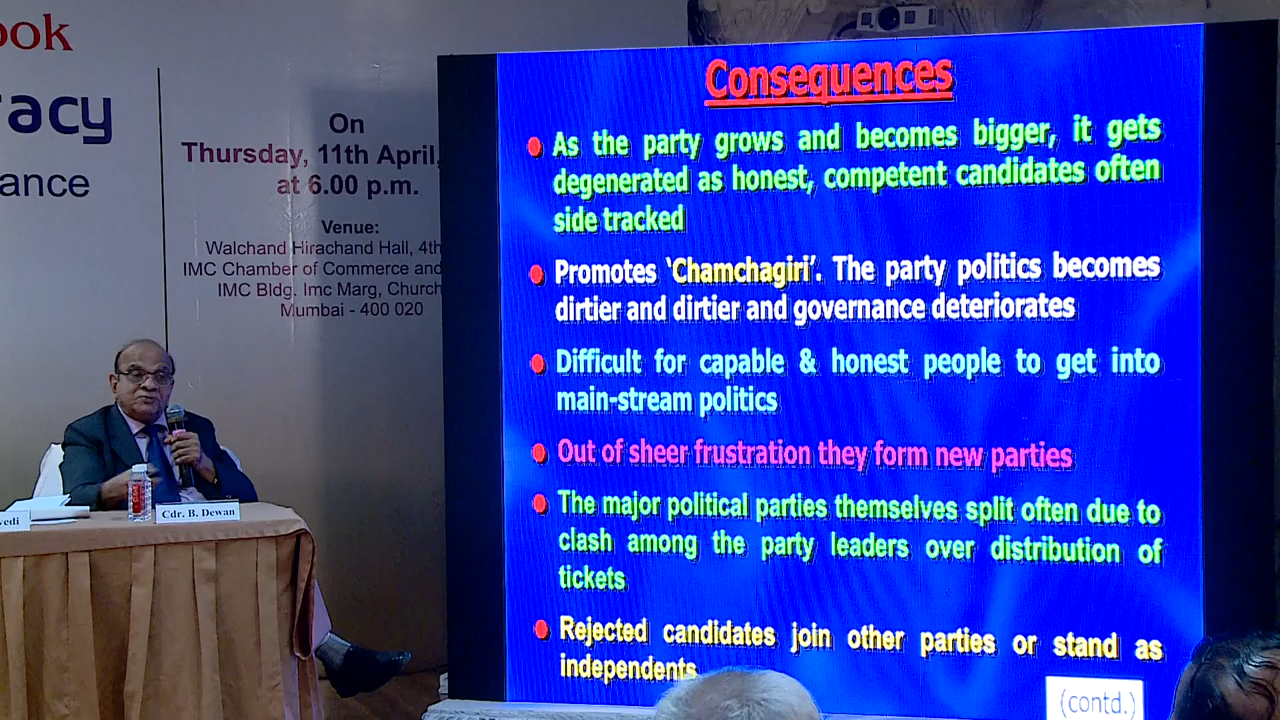 ook
racy
ance
On
Thursday, 11th April,
at 6.00 p.m.
Venue:
Walchand Hirachand Hall, 4th
IMC Chamber of Commerce and
IMC Bldg. Imc Marg, Church
Mumbai - 400 020
Consequences
As the party grows and becomes bigger, it gets
degenerated as honest, competent candidates often
side tracked
Promotes ‘Chamchagiri’. The party politics becomes
dirtier and dirtier and governance deteriorates
Difficult for capable & honest people to get into
main-stream politics
Out of sheer frustration they form new parties
The major political parties themselves split often due to
clash among the party leaders over distribution of
tickets
Rejected candidates join other parties or stand as
independents
(contd.)
vedi
Cdr. B. Dewan